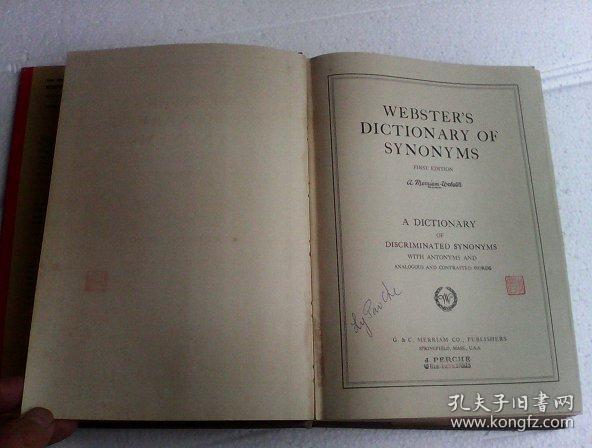 WEBSTER'S
DICTIONARY OF
SYNONYMS
FIRST EDITION
A Merriam-Webster
A DICTIONARY
OF
DISCRIMINATED SYNONYMS
WITH ANTONYMS AND
ANALOGOUS AND CONTRASTED WORDS
W
G. & C. MERRIAM CO., PUBLISHERS
SPRINGFIELD, MASS., U.S.A.
PERCHE
孔夫子旧书网
www.kongfz.com